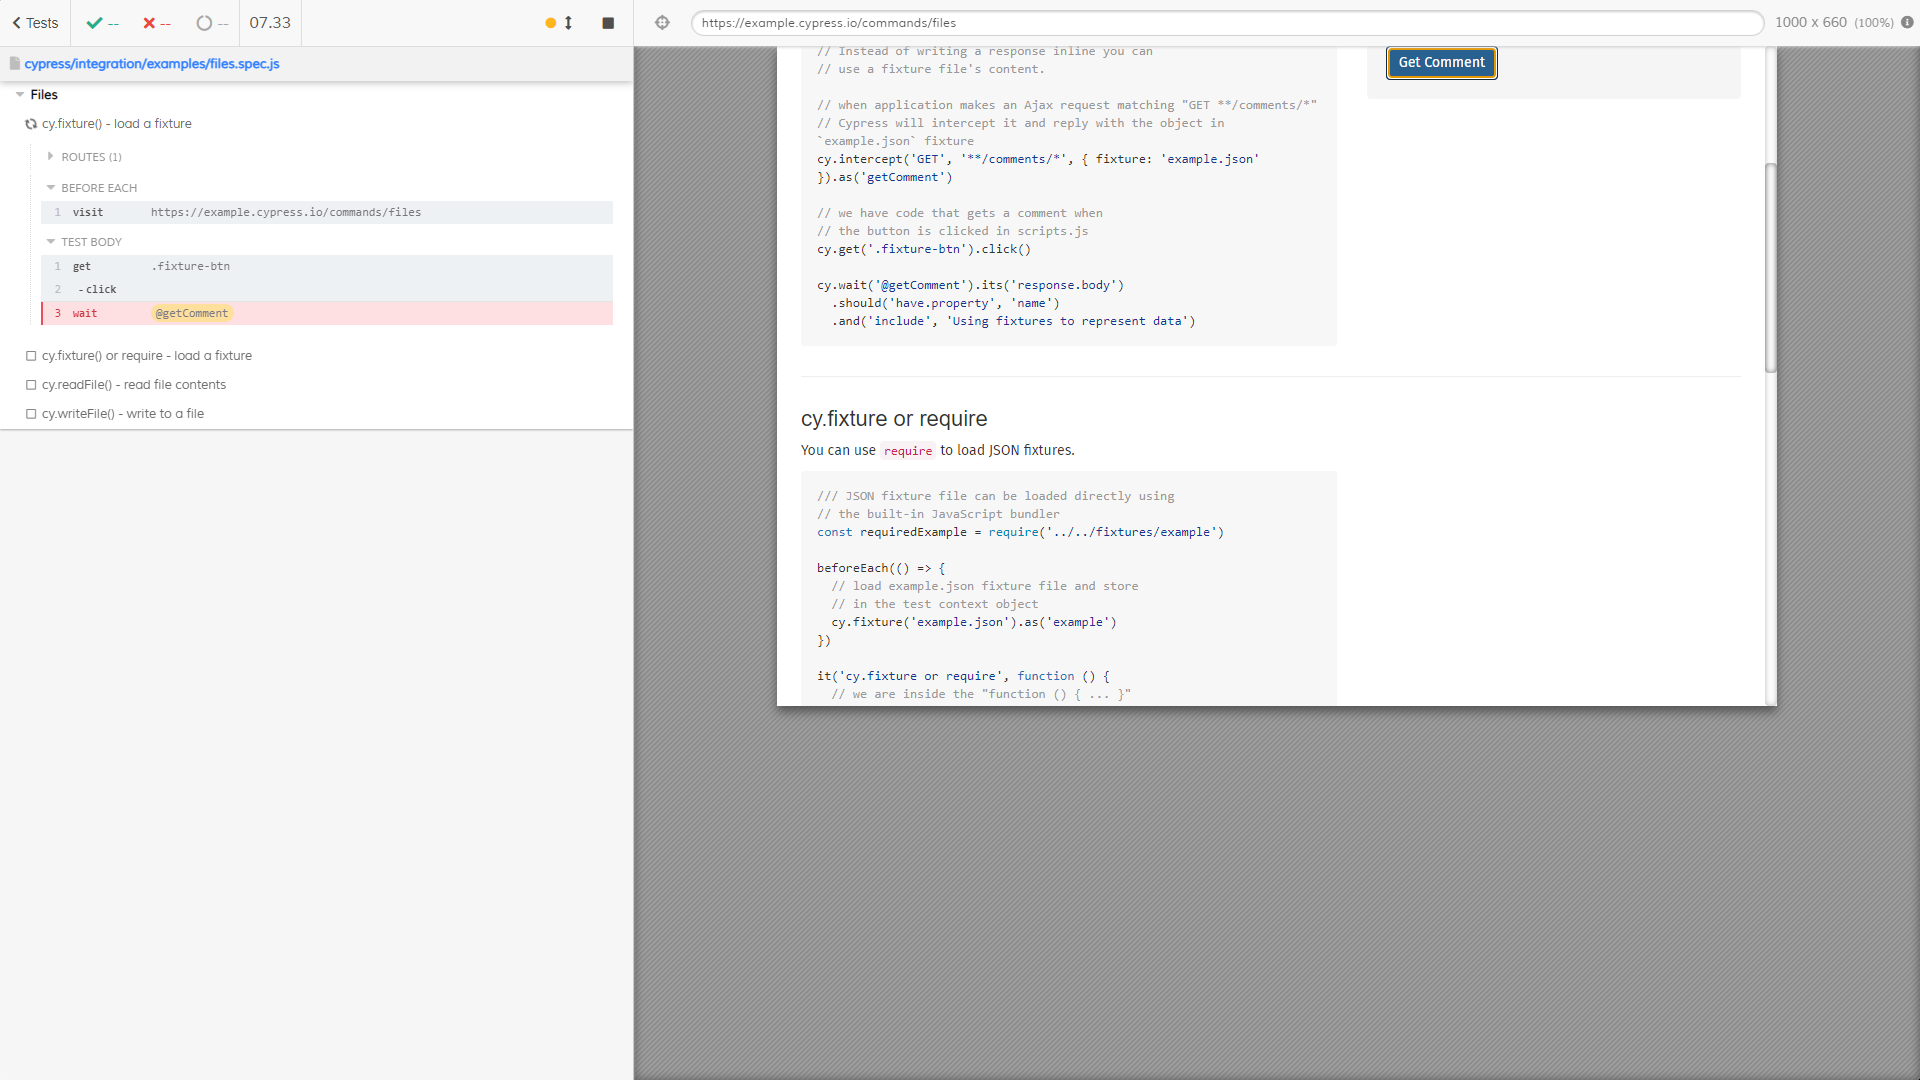 Tests
--
--
--
07.33
https://example.cypress.io/commands/files
1000 x 660 (100%)
cypress/integration/examples/files.spec.js
Files
cy.fixture() - load a fixture
ROUTES (1)
BEFORE EACH
1 visit https://example.cypress.io/commands/files
TEST BODY
1 get .fixture-btn
2 -click
3 wait @getComment
cy.fixture() or require - load a fixture
cy.readFile() - read file contents
cy.writeFile() - write to a file
// Instead of writing a response inline you can
// use a fixture file's content.
// when application makes an Ajax request matching "GET **/comments/*"
// Cypress will intercept it and reply with the object in
`example.json` fixture
cy.intercept('GET', '**/comments/*', { fixture: 'example.json'
}).as('getComment')
// we have code that gets a comment when
// the button is clicked in scripts.js
cy.get('.fixture-btn').click()
cy.wait('@getComment').its('response.body')
.should('have.property', 'name')
.and('include', 'Using fixtures to represent data')
Get Comment
cy.fixture or require
You can use require to load JSON fixtures.
/// JSON fixture file can be loaded directly using
// the built-in JavaScript bundler
const requiredExample = require('../../fixtures/example')
beforeEach(() => {
// load example.json fixture file and store
// in the test context object
cy.fixture('example.json').as('example')
})
it('cy.fixture or require', function () {
// we are inside the "function () { ... }"